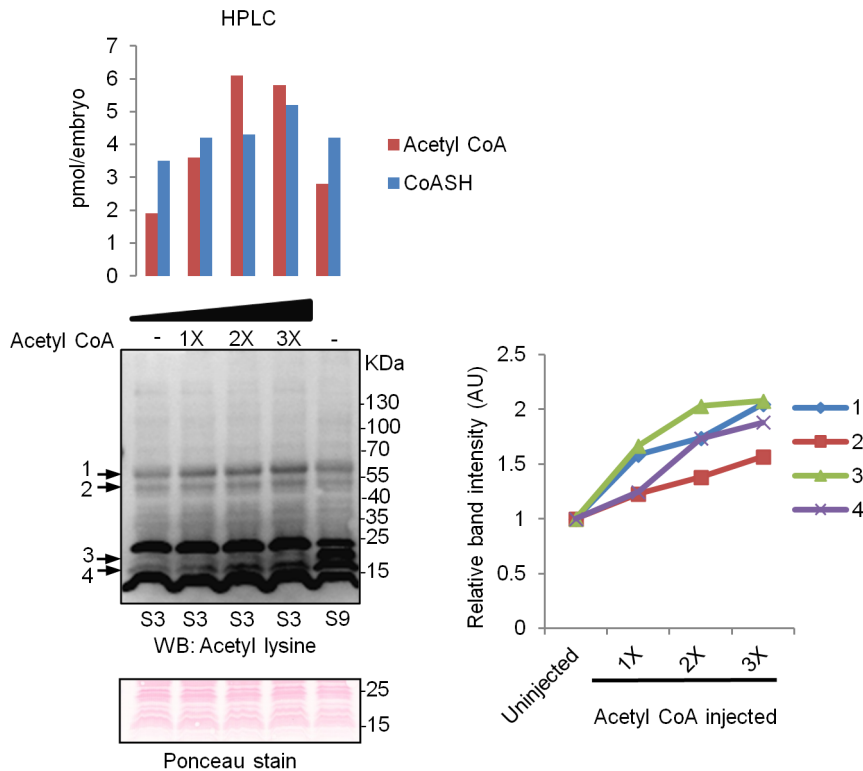 HPLC
7
6
5
4
3
2
1
0
pmol/embryo
Acetyl CoA
CoASH
Acetyl CoA - 1X 2X 3X -
KDa
130
100
70
55
40
35
25
15
1
2
3
4
S3 S3 S3 S3 S9
WB: Acetyl lysine
25
15
Ponceau stain
2.5
2
1.5
1
0.5
0
Relative band intensity (AU)
1
2
3
4
Uninjected 1X 2X 3X
Acetyl CoA injected